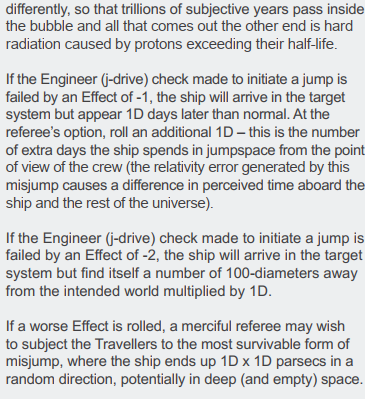 differently, so that trillions of subjective years pass inside
the bubble and all that comes out the other end is hard
radiation caused by protons exceeding their half-life.
If the Engineer (j-drive) check made to initiate a jump is
failed by an Effect of -1, the ship will arrive in the target
system but appear 1D days later than normal. At the
referee's option, roll an additional 1D – this is the number
of extra days the ship spends in jumpspace from the point
of view of the crew (the relativity error generated by this
misjump causes a difference in perceived time aboard the
ship and the rest of the universe).
If the Engineer (j-drive) check made to initiate a jump is
failed by an Effect of -2, the ship will arrive in the target
system but find itself a number of 100-diameters away
from the intended world multiplied by 1D.
If a worse Effect is rolled, a merciful referee may wish
to subject the Travellers to the most survivable form of
misjump, where the ship ends up 1D x 1D parsecs in a
random direction, potentially in deep (and empty) space.